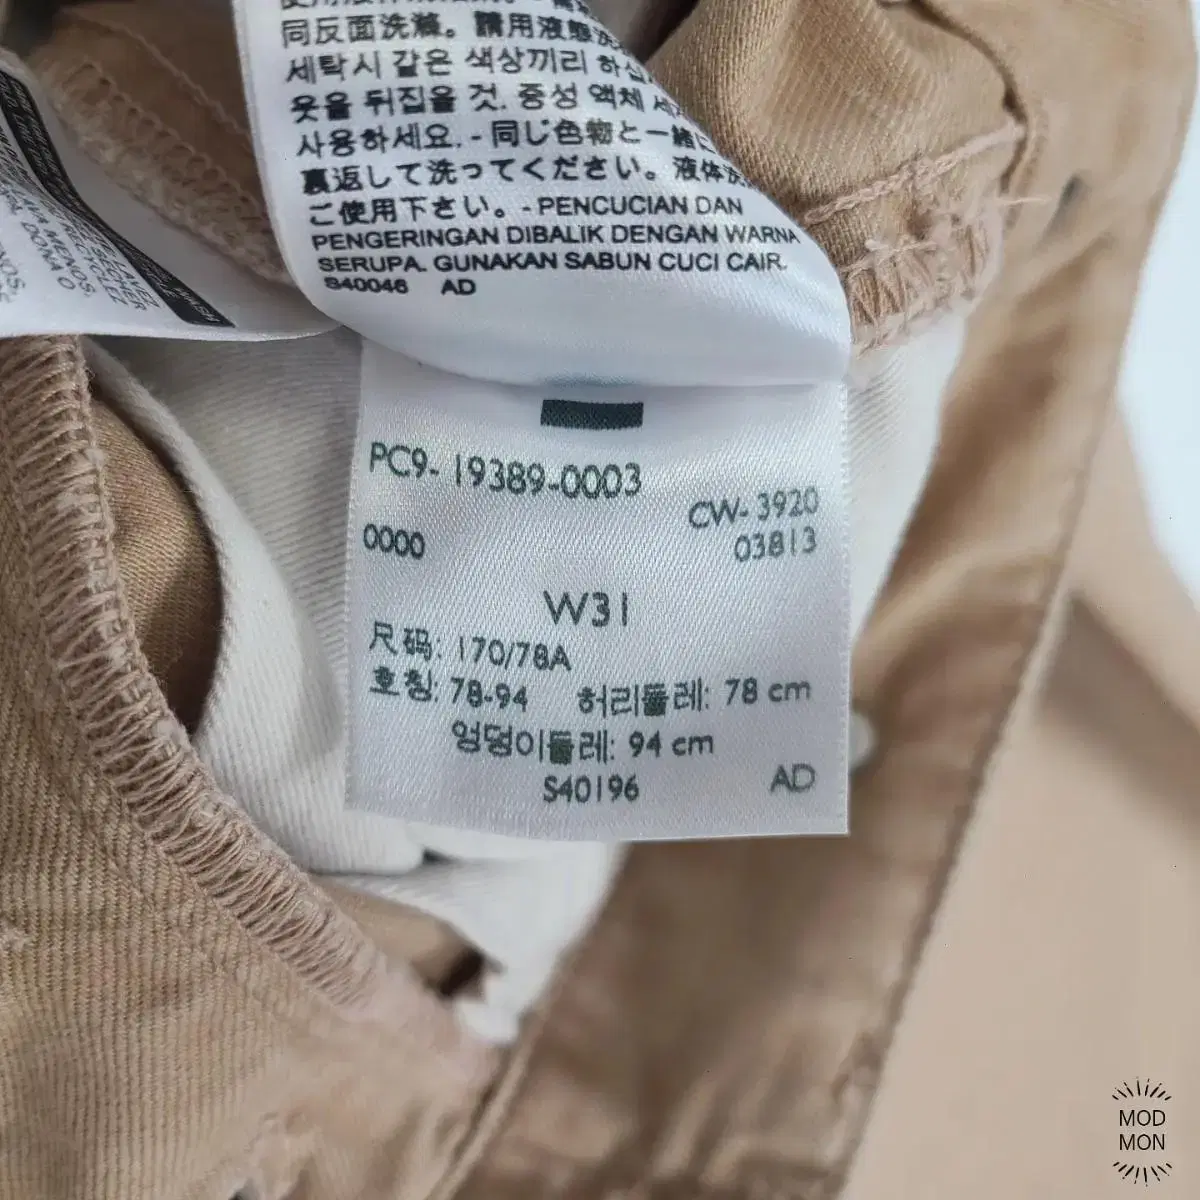 同反面洗滌。請用液態洗
세탁시 같은 색상끼리 하십
옷을 뒤집을 것. 중성 액체 세
사용하세요. - 同じ色物と一緒に
裏返して洗ってください。液体洗
ご使用下さい。- PENCUCIAN DAN
PENGERINGAN DIBALIK DENGAN WARNA
SERUPA. GUNAKAN SABUN CUCI CAIR.
S40046 AD
PC9-19389-0003
CW-3920
0000
03813
W31
尺码: 170/78A
호칭: 78-94 허리둘레: 78 cm
엉덩이둘레: 94 cm
S40196 AD
MOD
MON